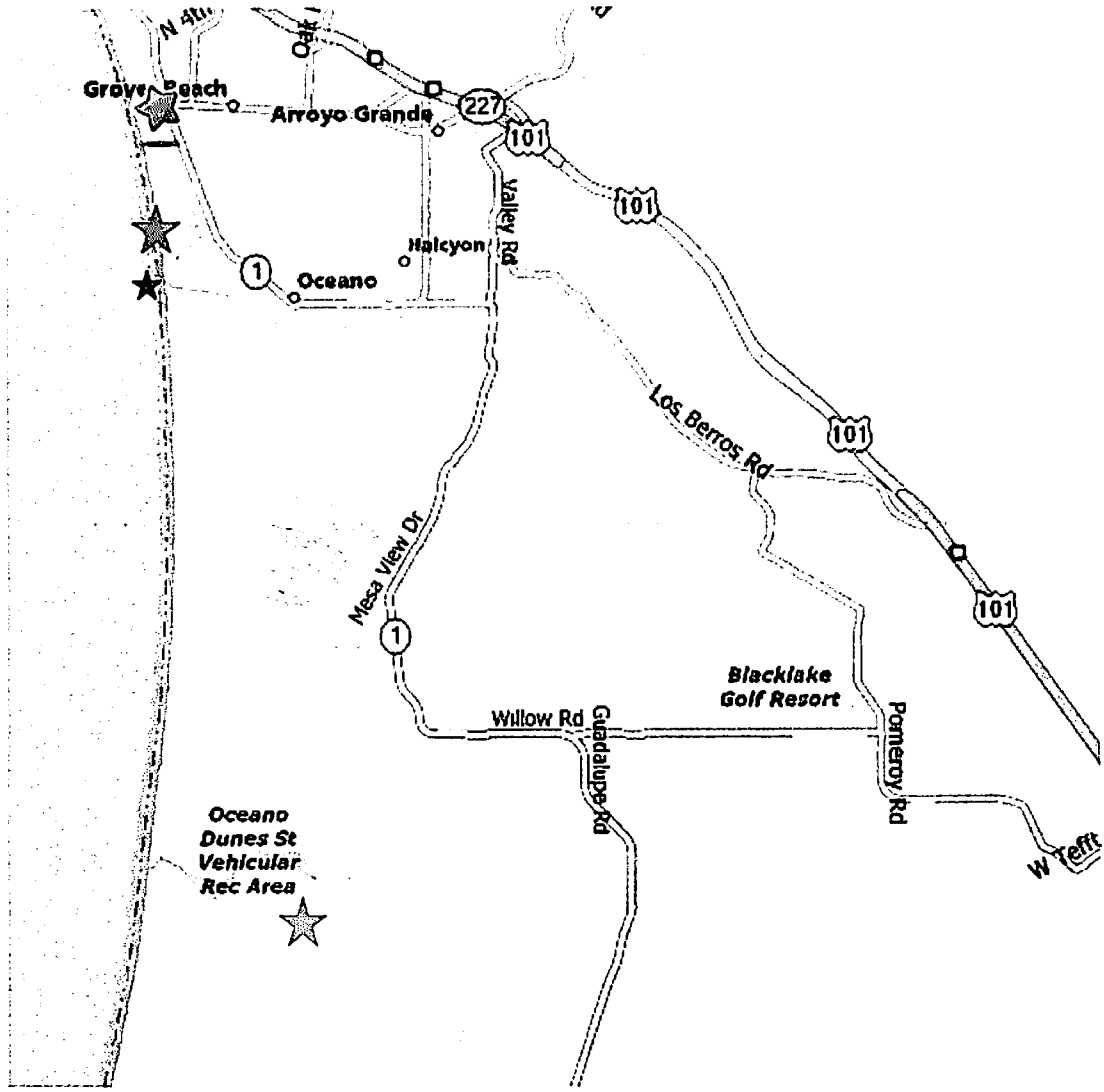 N 4th
Oak
Grover Beach
Arroyo Grande
227
101
101
Valley Rd
Halcyon
1
Oceano
Los Berros Rd
101
Mesa View Dr
101
1
Blacklake
Golf Resort
Willow Rd
Guadalupe Rd
Pomeroy Rd
Oceano
Dunes St
Vehicular
Rec Area
W Tefft